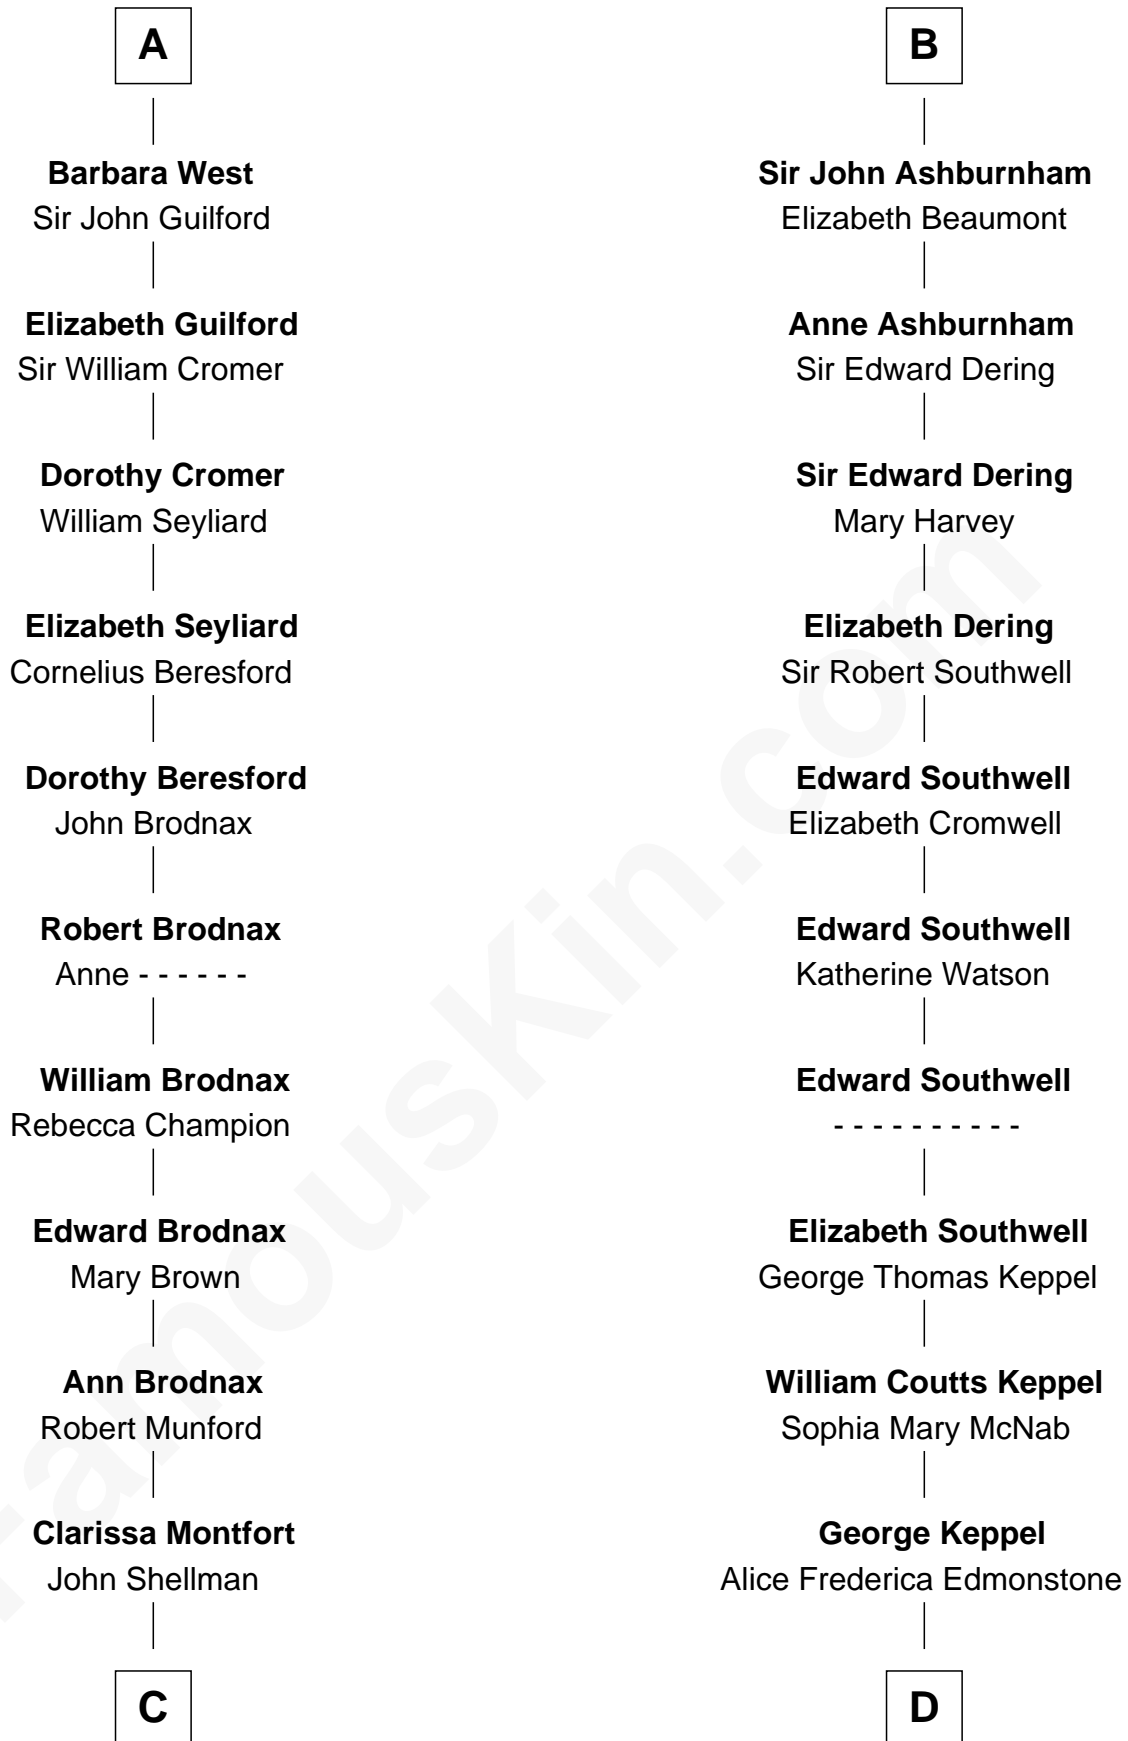 A
Barbara West
Sir John Guilford
Elizabeth Guilford
Sir William Cromer
Dorothy Cromer
William Seyliard
Elizabeth Seyliard
Cornelius Beresford
Dorothy Beresford
John Brodnax
Robert Brodnax
Anne - - - - - -
William Brodnax
Rebecca Champion
Edward Brodnax
Mary Brown
Ann Brodnax
Robert Munford
Clarissa Montfort
John Shellman
C
B
Sir John Ashburnham
Elizabeth Beaumont
Anne Ashburnham
Sir Edward Dering
Sir Edward Dering
Mary Harvey
Elizabeth Dering
Sir Robert Southwell
Edward Southwell
Elizabeth Cromwell
Edward Southwell
Katherine Watson
Edward Southwell
- - - - - - - - - -
Elizabeth Southwell
George Thomas Keppel
William Coutts Keppel
Sophia Mary McNab
George Keppel
Alice Frederica Edmonstone
D
FamousKin.com